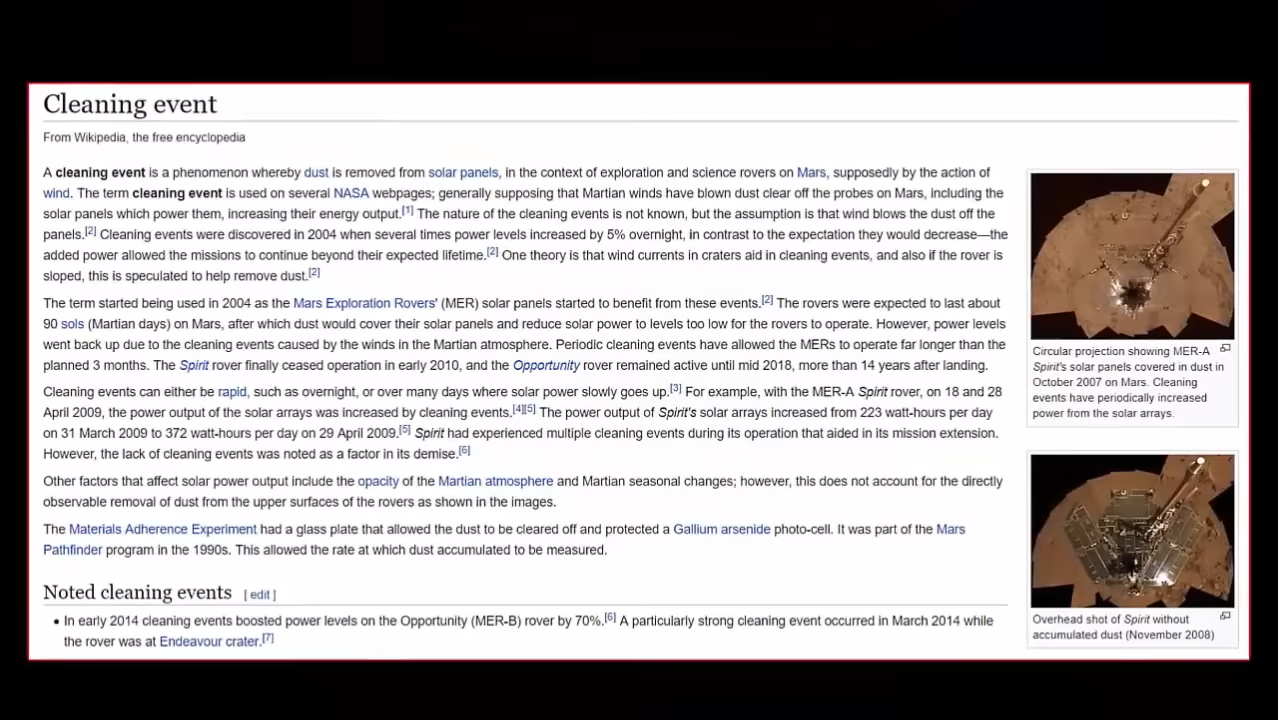 Cleaning event
From Wikipedia, the free encyclopedia
A cleaning event is a phenomenon whereby dust is removed from solar panels, in the context of exploration and science rovers on Mars, supposedly by the action of
wind. The term cleaning event is used on several NASA webpages; generally supposing that Martian winds have blown dust clear off the probes on Mars, including the
solar panels which power them, increasing their energy output.[1] The nature of the cleaning events is not known, but the assumption is that wind blows the dust off the
panels.[2] Cleaning events were discovered in 2004 when several times power levels increased by 5% overnight, in contrast to the expectation they would decrease—the
added power allowed the missions to continue beyond their expected lifetime.[2] One theory is that wind currents in craters aid in cleaning events, and also if the rover is
sloped, this is speculated to help remove dust.[2]
The term started being used in 2004 as the Mars Exploration Rovers' (MER) solar panels started to benefit from these events.[2] The rovers were expected to last about
90 sols (Martian days) on Mars, after which dust would cover their solar panels and reduce solar power to levels too low for the rovers to operate. However, power levels
went back up due to the cleaning events caused by the winds in the Martian atmosphere. Periodic cleaning events have allowed the MERs to operate far longer than the
planned 3 months. The Spirit rover finally ceased operation in early 2010, and the Opportunity rover remained active until mid 2018, more than 14 years after landing.
Cleaning events can either be rapid, such as overnight, or over many days where solar power slowly goes up.[3] For example, with the MER-A Spirit rover, on 18 and 28
April 2009, the power output of the solar arrays was increased by cleaning events.[4][5] The power output of Spirit's solar arrays increased from 223 watt-hours per day
on 31 March 2009 to 372 watt-hours per day on 29 April 2009.[5] Spirit had experienced multiple cleaning events during its operation that aided in its mission extension.
However, the lack of cleaning events was noted as a factor in its demise.[6]
Other factors that affect solar power output include the opacity of the Martian atmosphere and Martian seasonal changes; however, this does not account for the directly
observable removal of dust from the upper surfaces of the rovers as shown in the images.
The Materials Adherence Experiment had a glass plate that allowed the dust to be cleared off and protected a Gallium arsenide photo-cell. It was part of the Mars
Pathfinder program in the 1990s. This allowed the rate at which dust accumulated to be measured.
Noted cleaning events [ edit ]
• In early 2014 cleaning events boosted power levels on the Opportunity (MER-B) rover by 70%.[6] A particularly strong cleaning event occurred in March 2014 while
the rover was at Endeavour crater.[7]
Circular projection showing MER-A
Spirit's solar panels covered in dust in
October 2007 on Mars. Cleaning
events have periodically increased
power from the solar arrays.
Overhead shot of Spirit without
accumulated dust (November 2008)